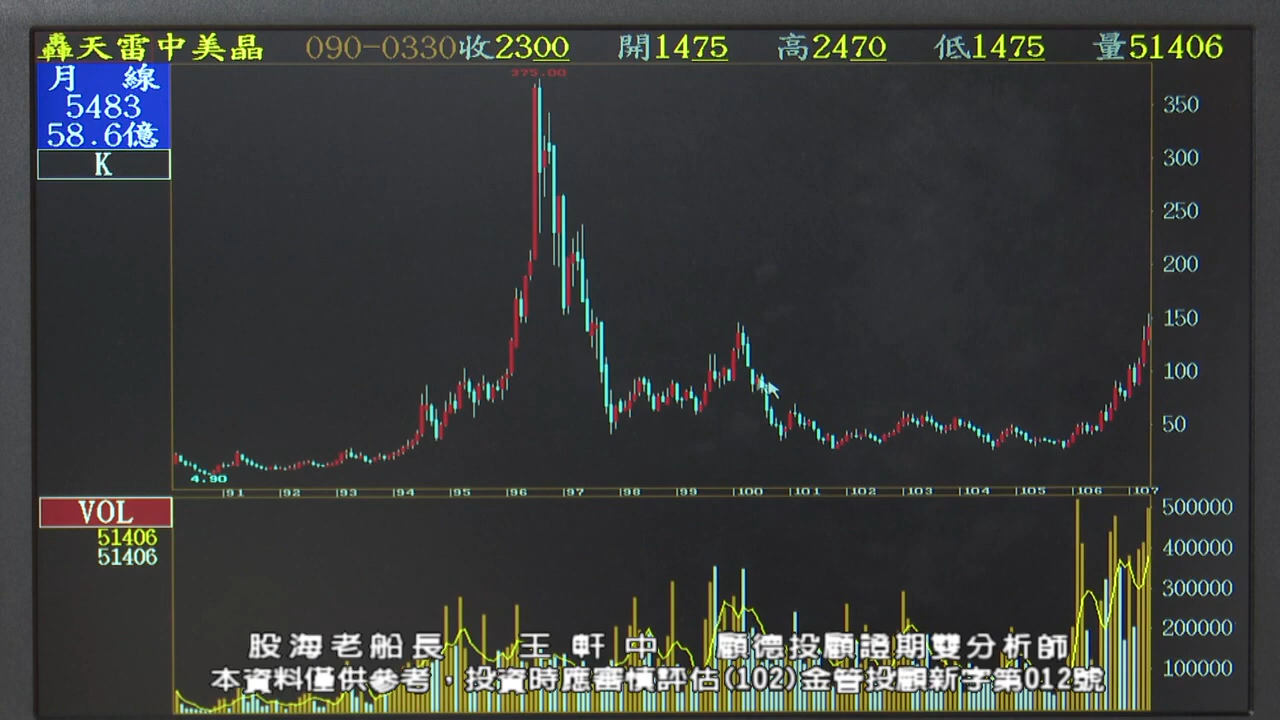 轟天雷中美晶 090-0330收2300 開1475 高2470 低1475 量51406
月 線
5483
58.6億
K
375.00
350
300
250
200
150
100
50
4.90
91 92 93 94 95 96 97 98 99 100 101 102 103 104 105 106 107
VOL
51406
51406
500000
400000
300000
200000
100000
股海老船長 王軒中 顧德投顧證期雙分析師
本資料僅供參考，投資時應審慎評估(102)金管投顧新字第012號